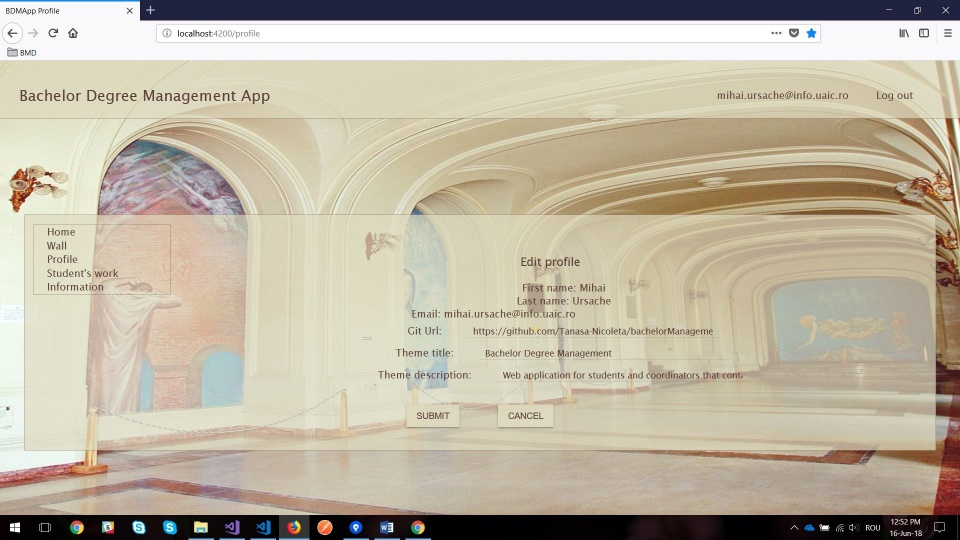 BDMApp Profile
localhost:4200/profile
BMD
Bachelor Degree Management App
mihai.ursache@info.uaic.ro
Log out
Home
Wall
Profile
Student's work
Information
Edit profile
First name: Mihai
Last name: Ursache
Email: mihai.ursache@info.uaic.ro
Git Url: https://github.com/Tanasa-Nicoleta/bachelorManageme
Theme title: Bachelor Degree Management
Theme description: Web application for students and coordinators that conta
SUBMIT
CANCEL
ROU
12:52 PM
16-Jun-18